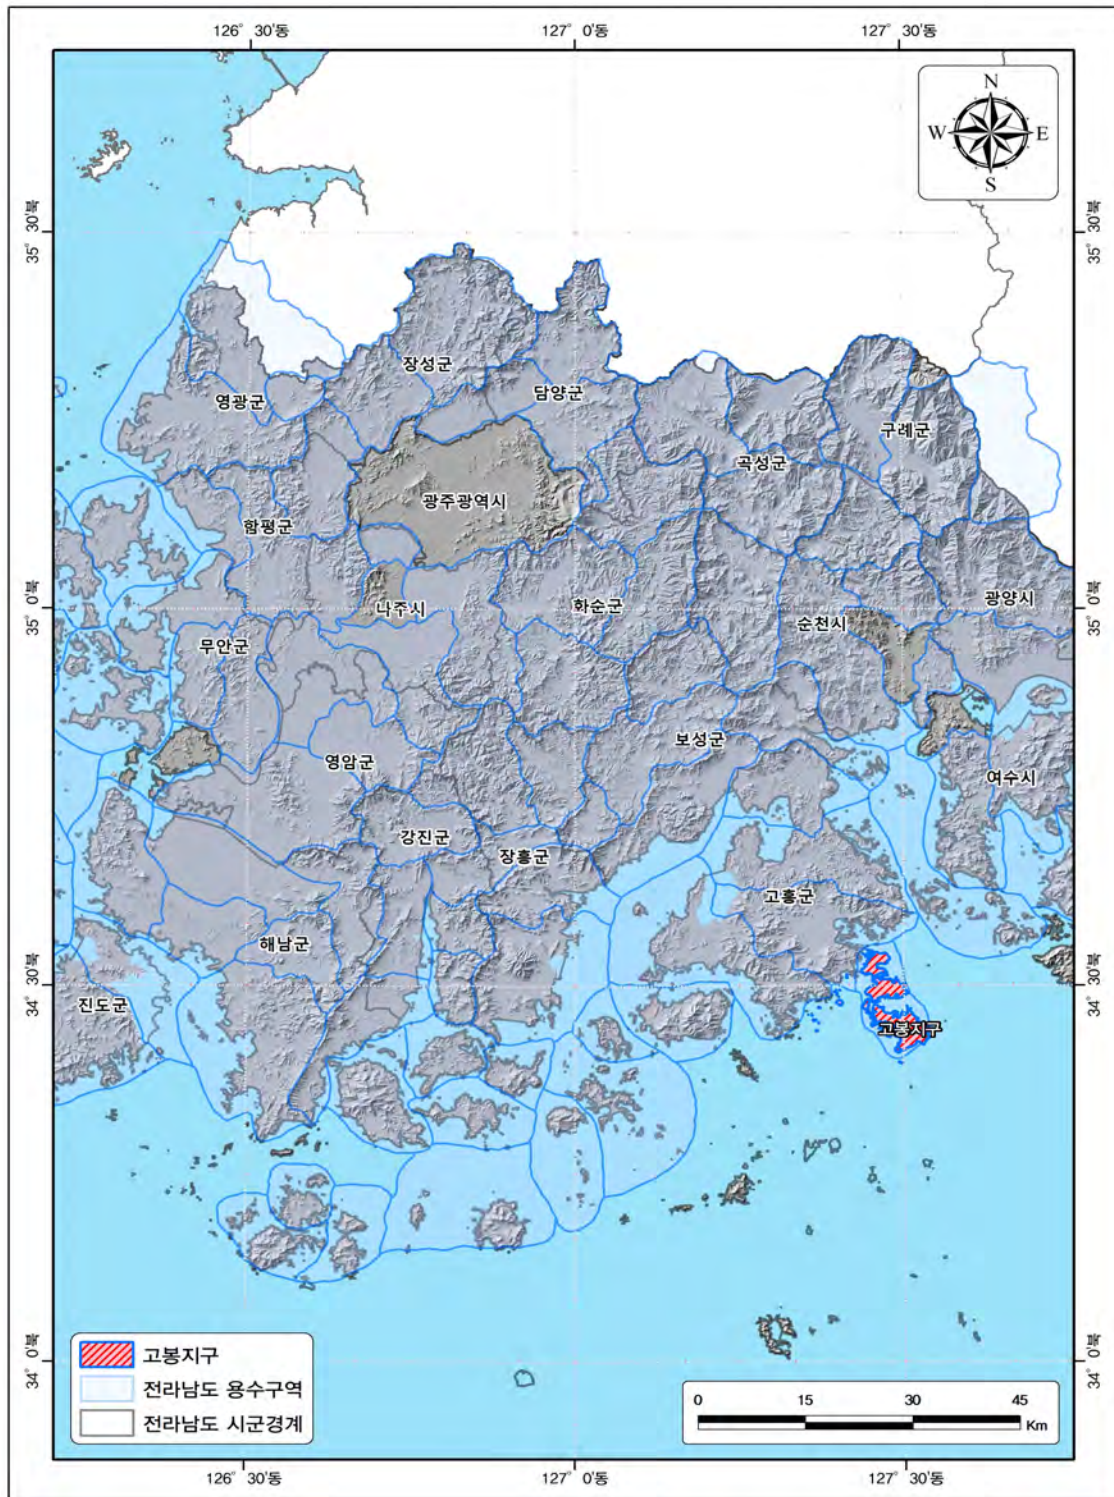 126° 30'동
127° 0'동
127° 30'동
N
W
E
S
35° 30'북
35° 30'북
장성군
영광군
담양군
구례군
곡성군
광주광역시
함평군
나주시
화순군
순천시
광양시
35° 0'북
35° 0'북
무안군
보성군
영암군
여수시
강진군
장흥군
고흥군
해남군
34° 30'북
34° 30'북
진도군
고봉지구
고봉지구
전라남도 용수구역
전라남도 시군경계
34° 0'북
34° 0'북
0
15
30
45
Km
126° 30'동
127° 0'동
127° 30'동